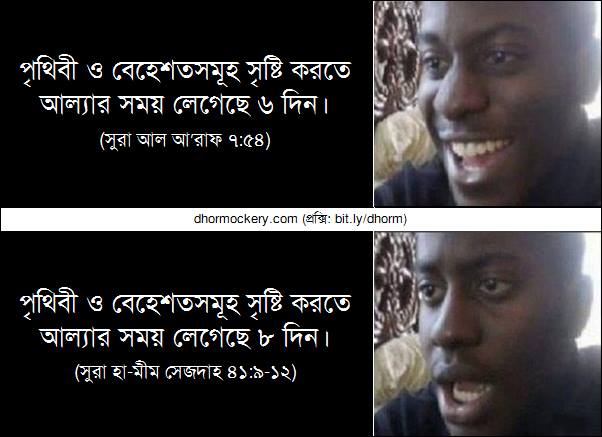 পৃথিবী ও বেহেশতসমূহ সৃষ্টি করতে
আল্যার সময় লেগেছে ৬ দিন।
(সুরা আল আ'রাফ ৭:৫৪)
dhormockery.com (প্রক্সি: bit.ly/dhorm)
পৃথিবী ও বেহেশতসমূহ সৃষ্টি করতে
আল্যার সময় লেগেছে ৮ দিন।
(সুরা হা-মীম সেজদাহ ৪১:৯-১২)